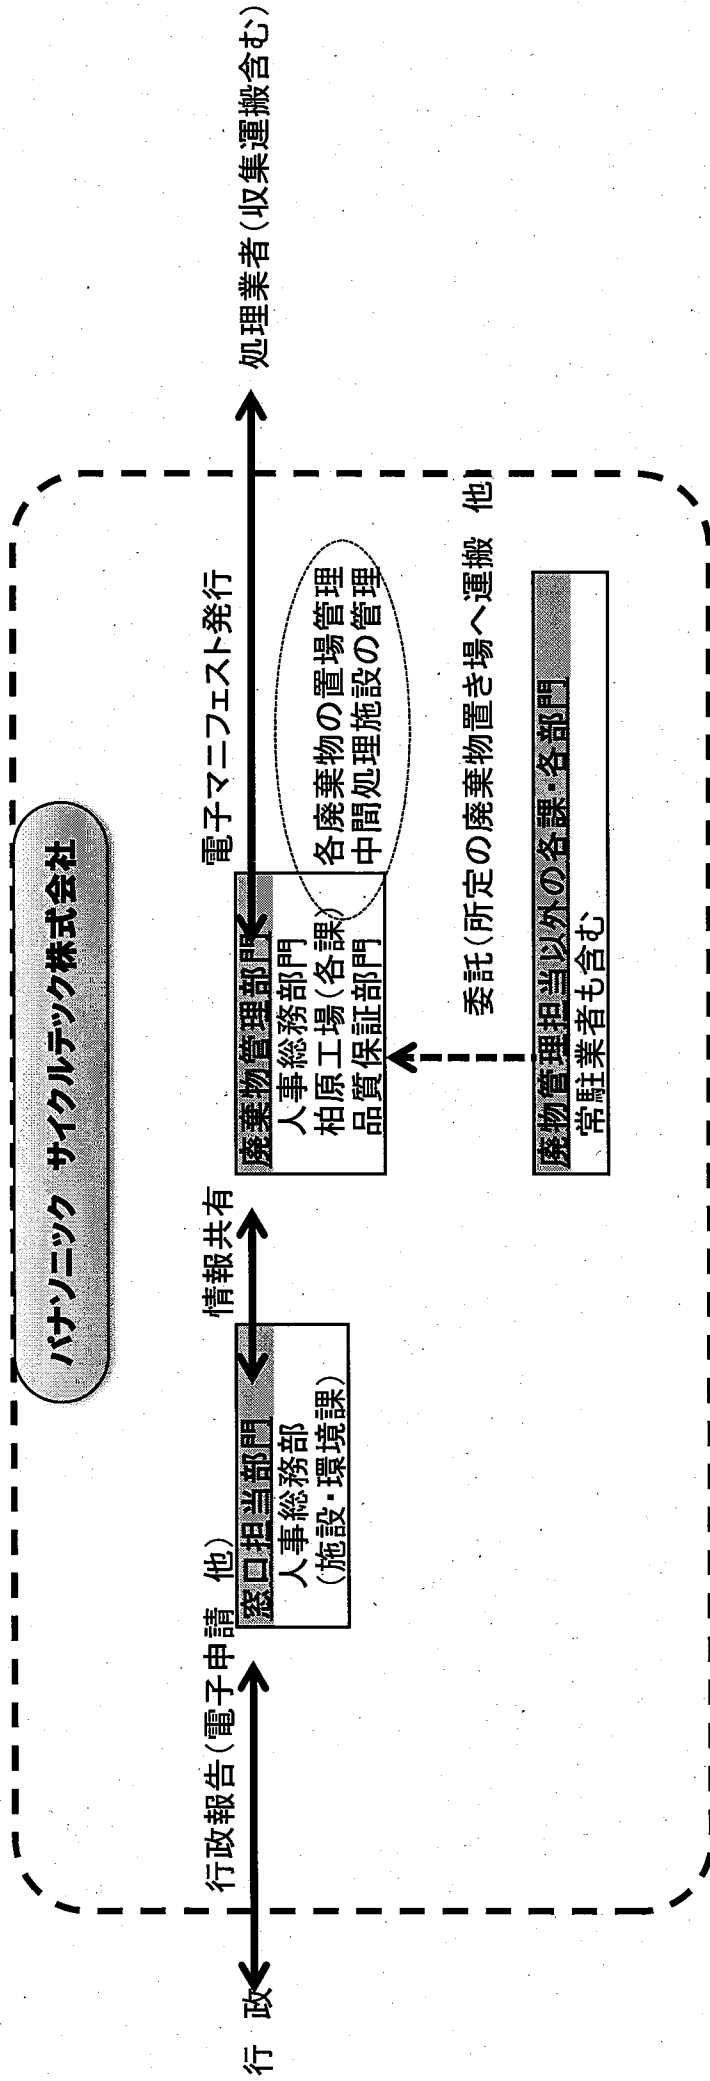 パナソニック サイクルテック株式会社
行 政
行政報告(電子申請 他)
窓口担当部門
人事総務部
(施設・環境課)
情報共有
廃棄物管理部門
人事総務部門
柏原工場(各課)
品質保証部門
電子マニフェスト発行
各廃棄物の置場管理
中間処理施設の管理
処理業者(収集運搬含む)
委託(所定の廃棄物置き場へ運搬 他)
廃物管理担当以外の各課・各部門
常駐業者も含む